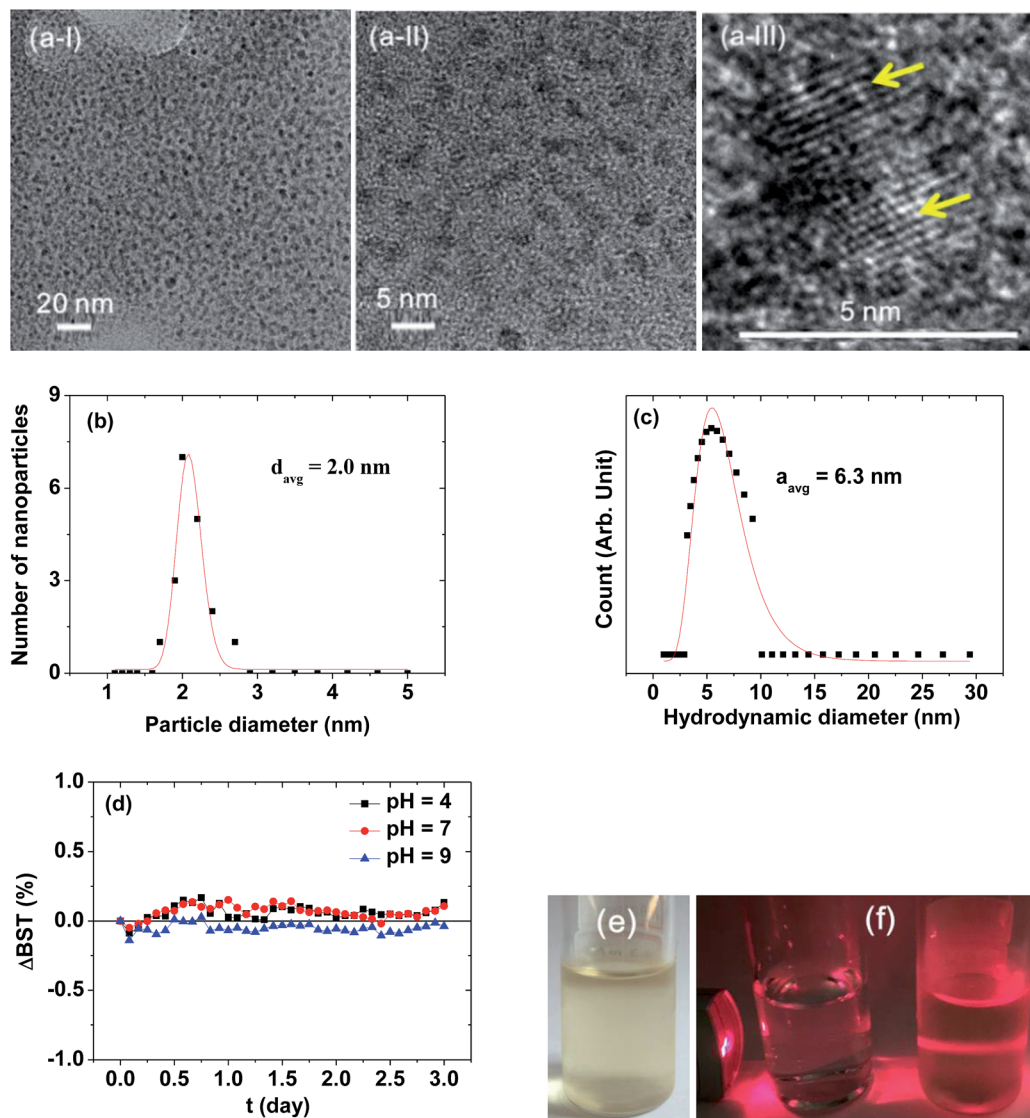 (a-I)
20 nm
(a-II)
5 nm
(a-III)
5 nm
(b)
d_avg = 2.0 nm
Number of nanoparticles
9
6
3
0
1 2 3 4 5
Particle diameter (nm)
(c)
a_avg = 6.3 nm
Count (Arb. Unit)
0 5 10 15 20 25 30
Hydrodynamic diameter (nm)
(d)
pH = 4
pH = 7
pH = 9
ΔBST (%)
1.0
0.5
0.0
-0.5
-1.0
0.0 0.5 1.0 1.5 2.0 2.5 3.0
t (day)
(e)
(f)